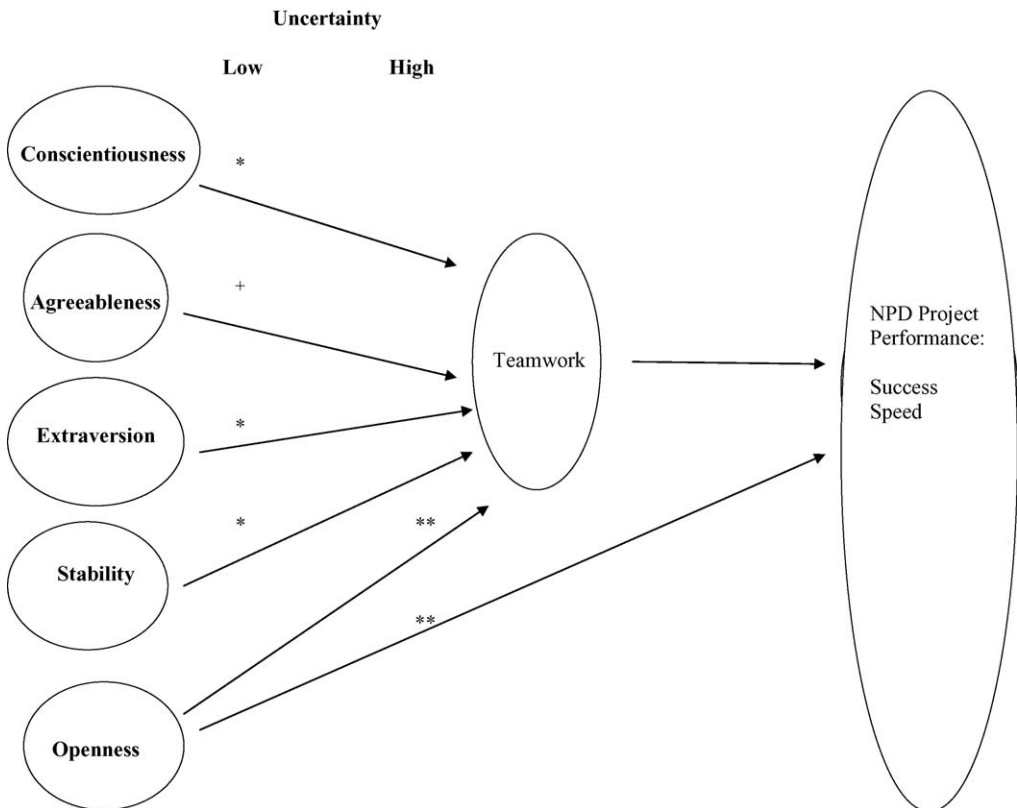 Uncertainty
Low High
Conscientiousness
*
Agreeableness
+
Extraversion
*
Stability
* **
**
Openness
Teamwork
NPD Project
Performance:
Success
Speed